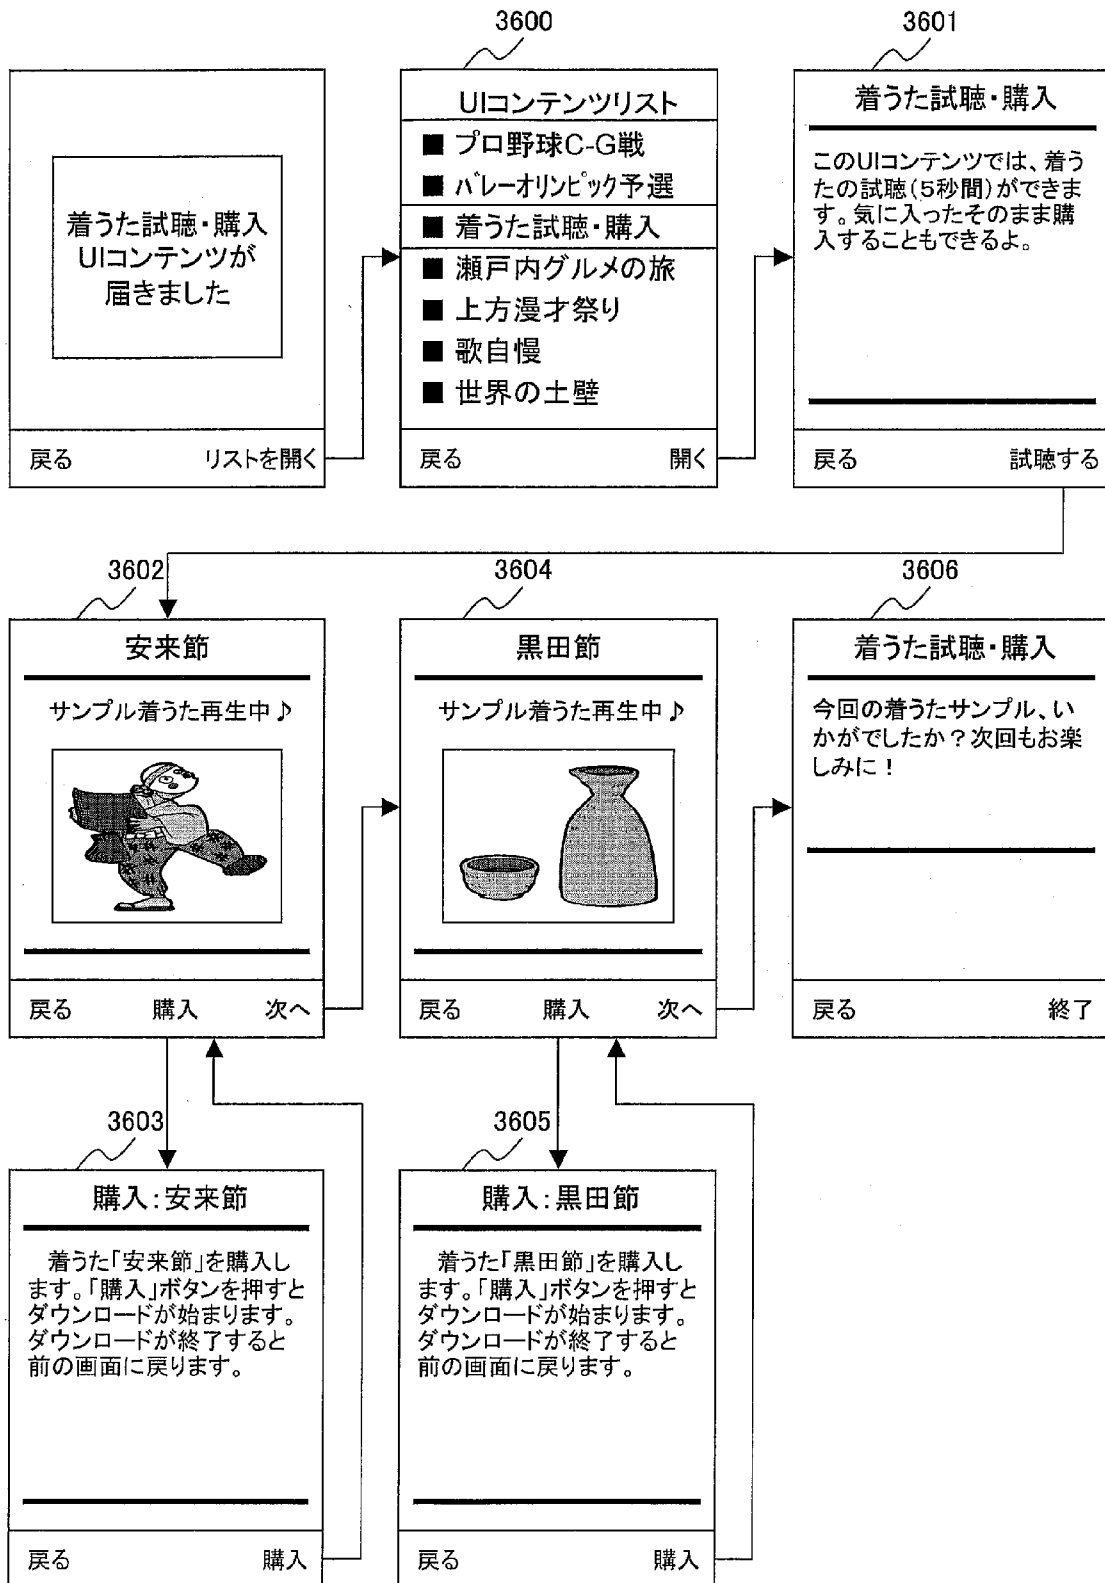 3600
3601
着うた試聴・購入
UIコンテンツが
届きました
戻る
リストを開く
UIコンテンツリスト
■ プロ野球C-G戦
■ バレーオリンピック予選
■ 着うた試聴・購入
■ 瀬戸内グルメの旅
■ 上方漫才祭り
■ 歌自慢
■ 世界の土壁
戻る
開く
着うた試聴・購入
このUIコンテンツでは、着う
たの試聴(5秒間)ができま
す。気に入ったそのまま購
入することもできるよ。
戻る
試聴する
3602
3604
3606
安来節
サンプル着うた再生中♪
戻る
購入
次へ
黒田節
サンプル着うた再生中♪
戻る
購入
次へ
着うた試聴・購入
今回の着うたサンプル、い
かがでしたか?次回もお楽
しみに!
戻る
終了
3603
3605
購入:安来節
着うた「安来節」を購入し
ます。「購入」ボタンを押すと
ダウンロードが始まります。
ダウンロードが終了すると
前の画面に戻ります。
戻る
購入
購入:黒田節
着うた「黒田節」を購入し
ます。「購入」ボタンを押すと
ダウンロードが始まります。
ダウンロードが終了すると
前の画面に戻ります。
戻る
購入